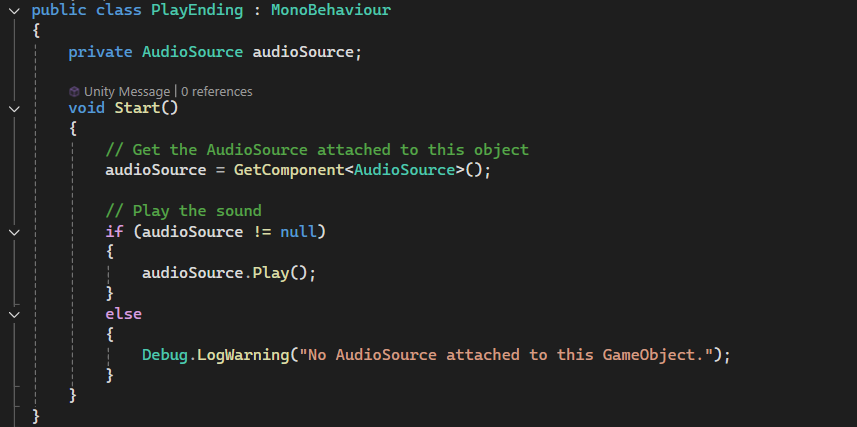 public class PlayEnding : MonoBehaviour
{
private AudioSource audioSource;
Unity Message | 0 references
void Start()
{
// Get the AudioSource attached to this object
audioSource = GetComponent<AudioSource>();
// Play the sound
if (audioSource != null)
{
audioSource.Play();
}
else
{
Debug.LogWarning("No AudioSource attached to this GameObject.");
}
}
}